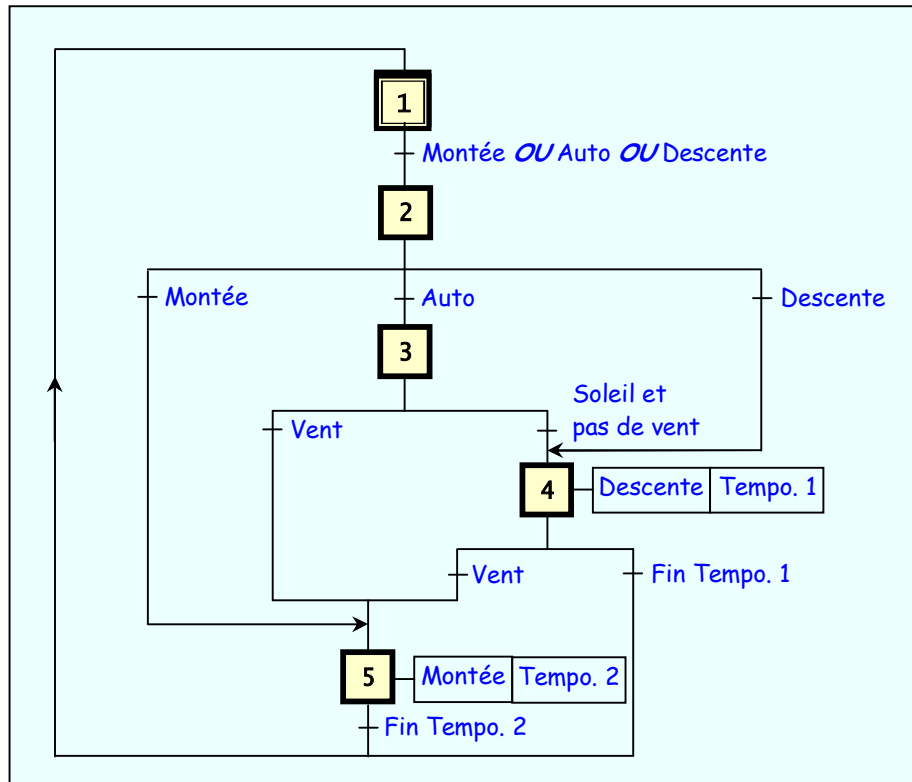 1
Montée OU Auto OU Descente
2
Montée
Auto
Descente
3
Vent
Soleil et
pas de vent
4
Descente
Tempo. 1
Vent
Fin Tempo. 1
5
Montée
Tempo. 2
Fin Tempo. 2